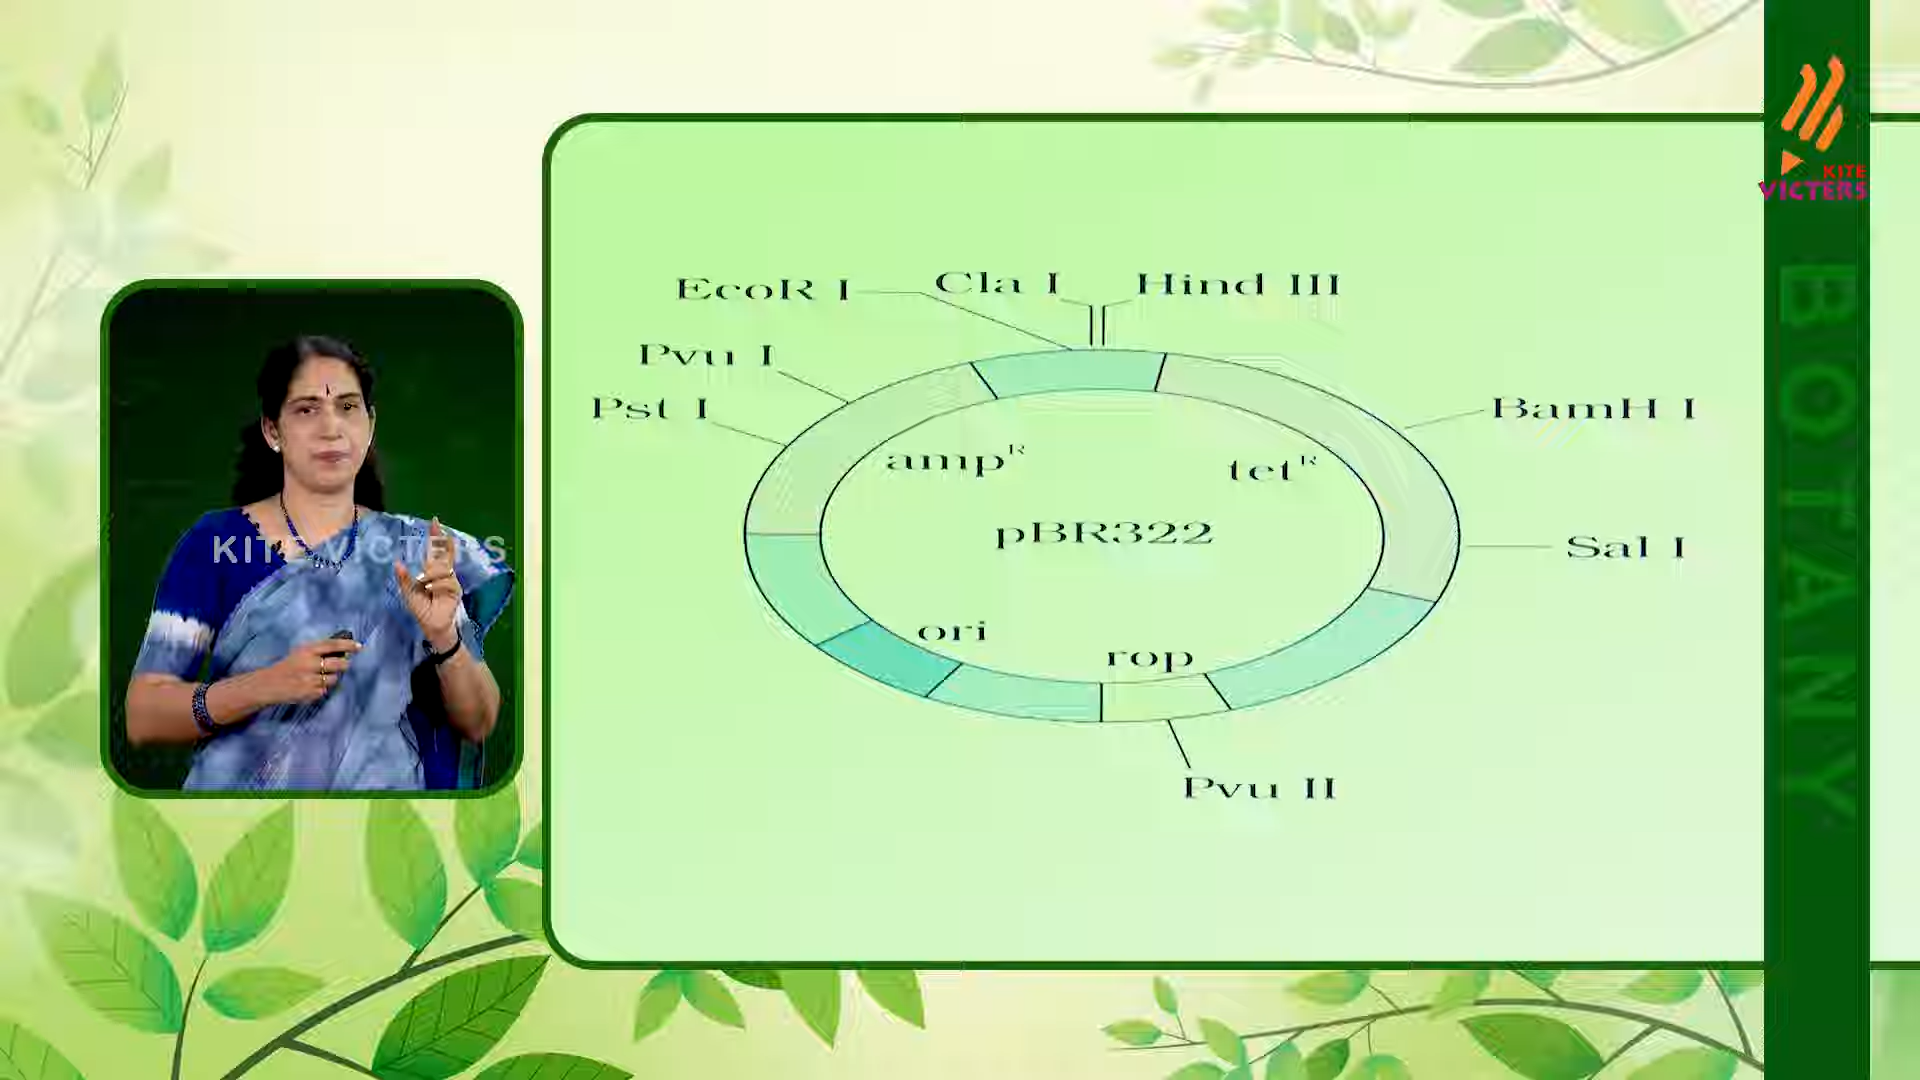 EcoR I
Cla I
Hind III
Pvu I
Pst I
BamH I
amp^R
tet^R
pBR322
Sal I
ori
rop
Pvu II
KITE VICTERS
KITE
VICTERS
BOTANY